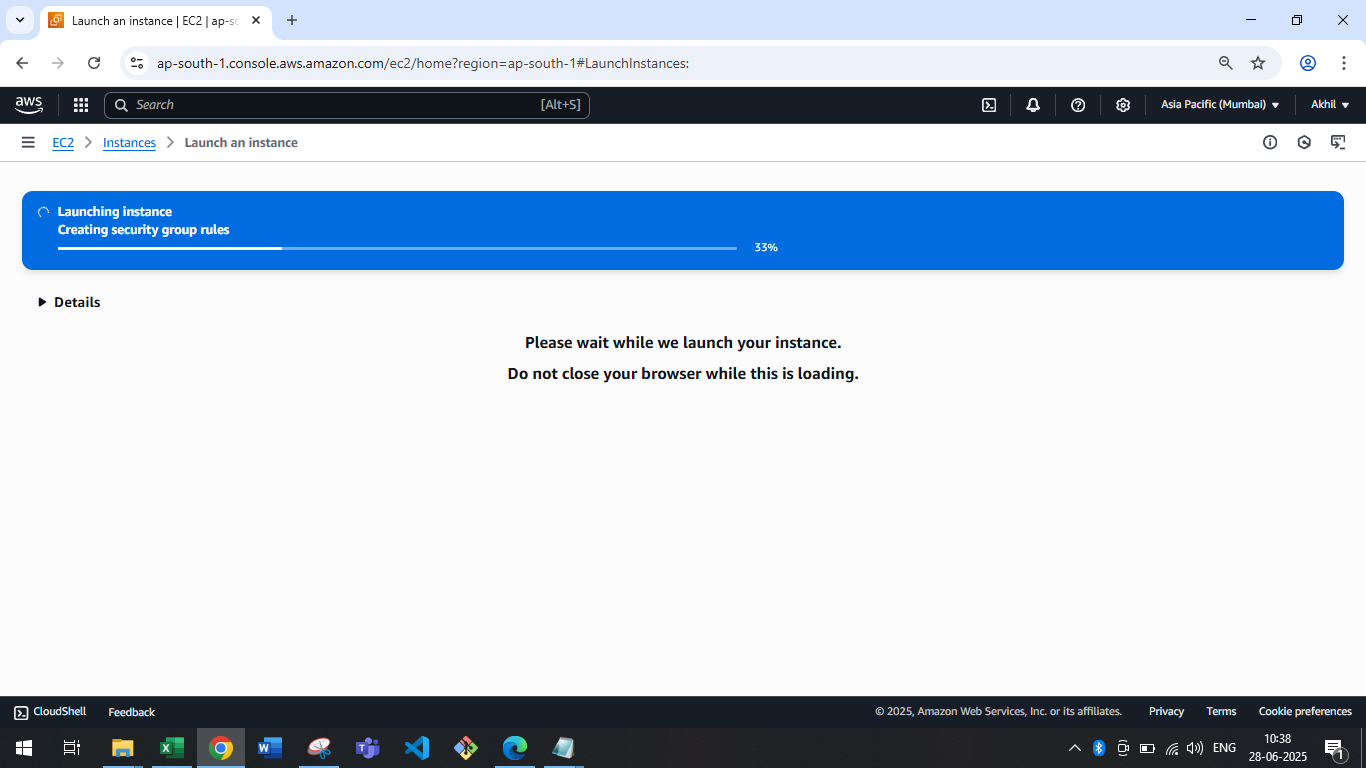 Launch an instance | EC2 | ap-sc
ap-south-1.console.aws.amazon.com/ec2/home?region=ap-south-1#LaunchInstances:
aws
Search
[Alt+S]
Asia Pacific (Mumbai)
Akhil
EC2
Instances
Launch an instance
Launching instance
Creating security group rules
33%
Details
Please wait while we launch your instance.
Do not close your browser while this is loading.
CloudShell
Feedback
© 2025, Amazon Web Services, Inc. or its affiliates.
Privacy
Terms
Cookie preferences
ENG
10:38
28-06-2025
1